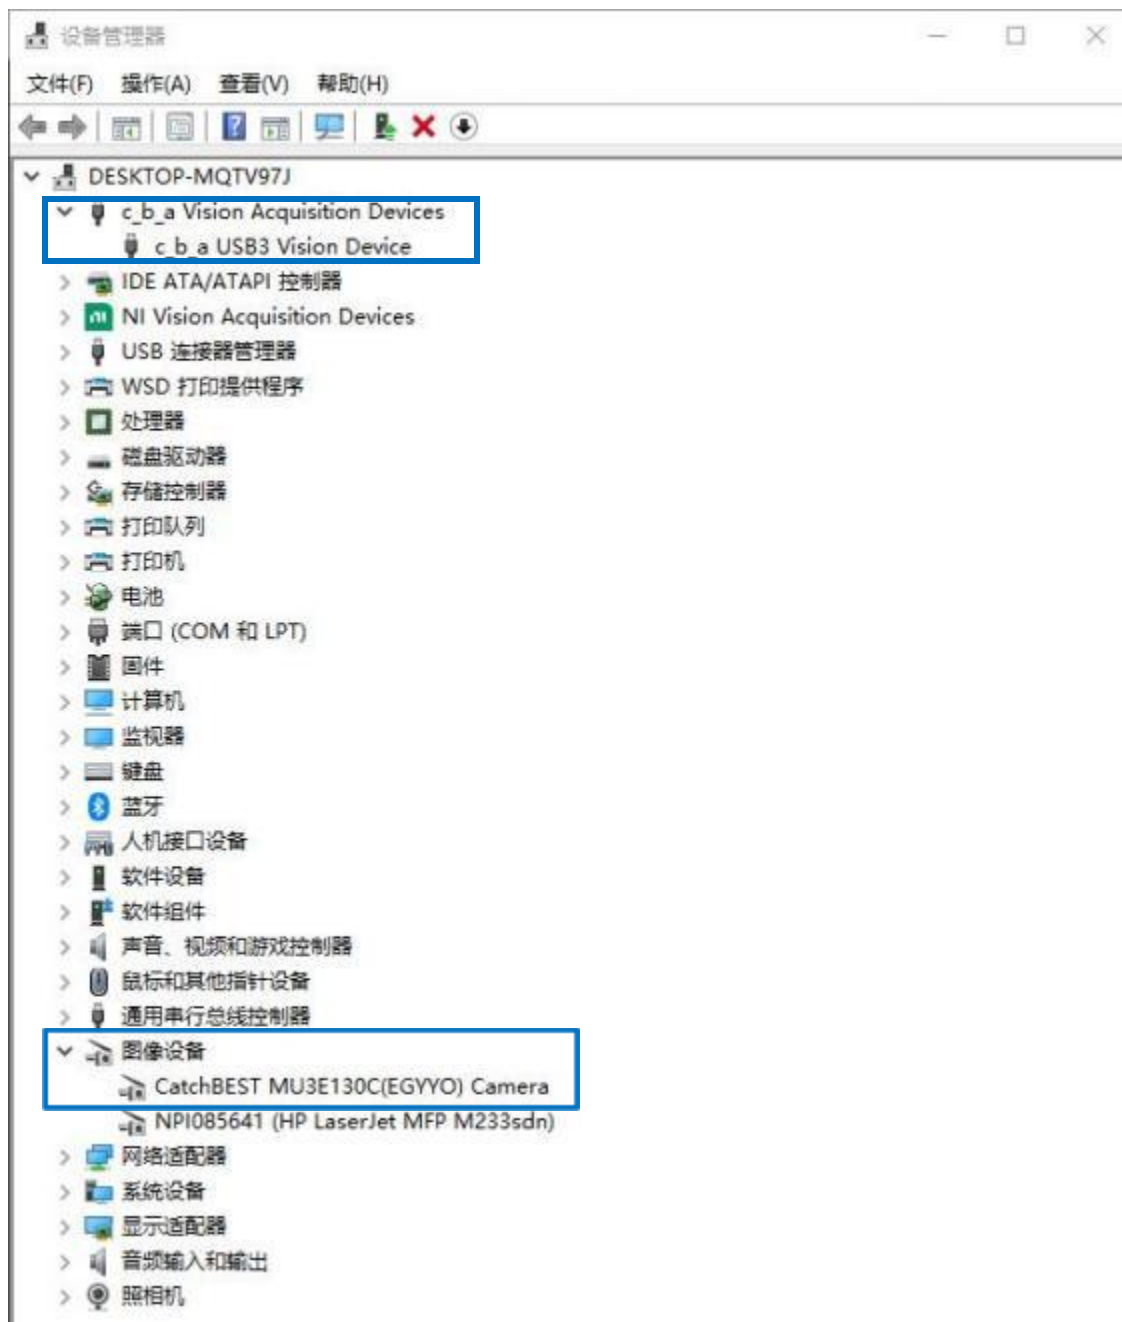 设备管理器
文件(F) 操作(A) 查看(V) 帮助(H)
DESKTOP-MQTV97J
c_b_a Vision Acquisition Devices
c_b_a USB3 Vision Device
IDE ATA/ATAPI 控制器
NI Vision Acquisition Devices
USB 连接器管理器
WSD 打印提供程序
处理器
磁盘驱动器
存储控制器
打印队列
打印机
电池
端口 (COM 和 LPT)
固件
计算机
监视器
键盘
蓝牙
人机接口设备
软件设备
软件组件
声音、视频和游戏控制器
鼠标和其他指针设备
通用串行总线控制器
图像设备
CatchBEST MU3E130C(EGYYO) Camera
NPI085641 (HP LaserJet MFP M233sdn)
网络适配器
系统设备
显示适配器
音频输入和输出
照相机